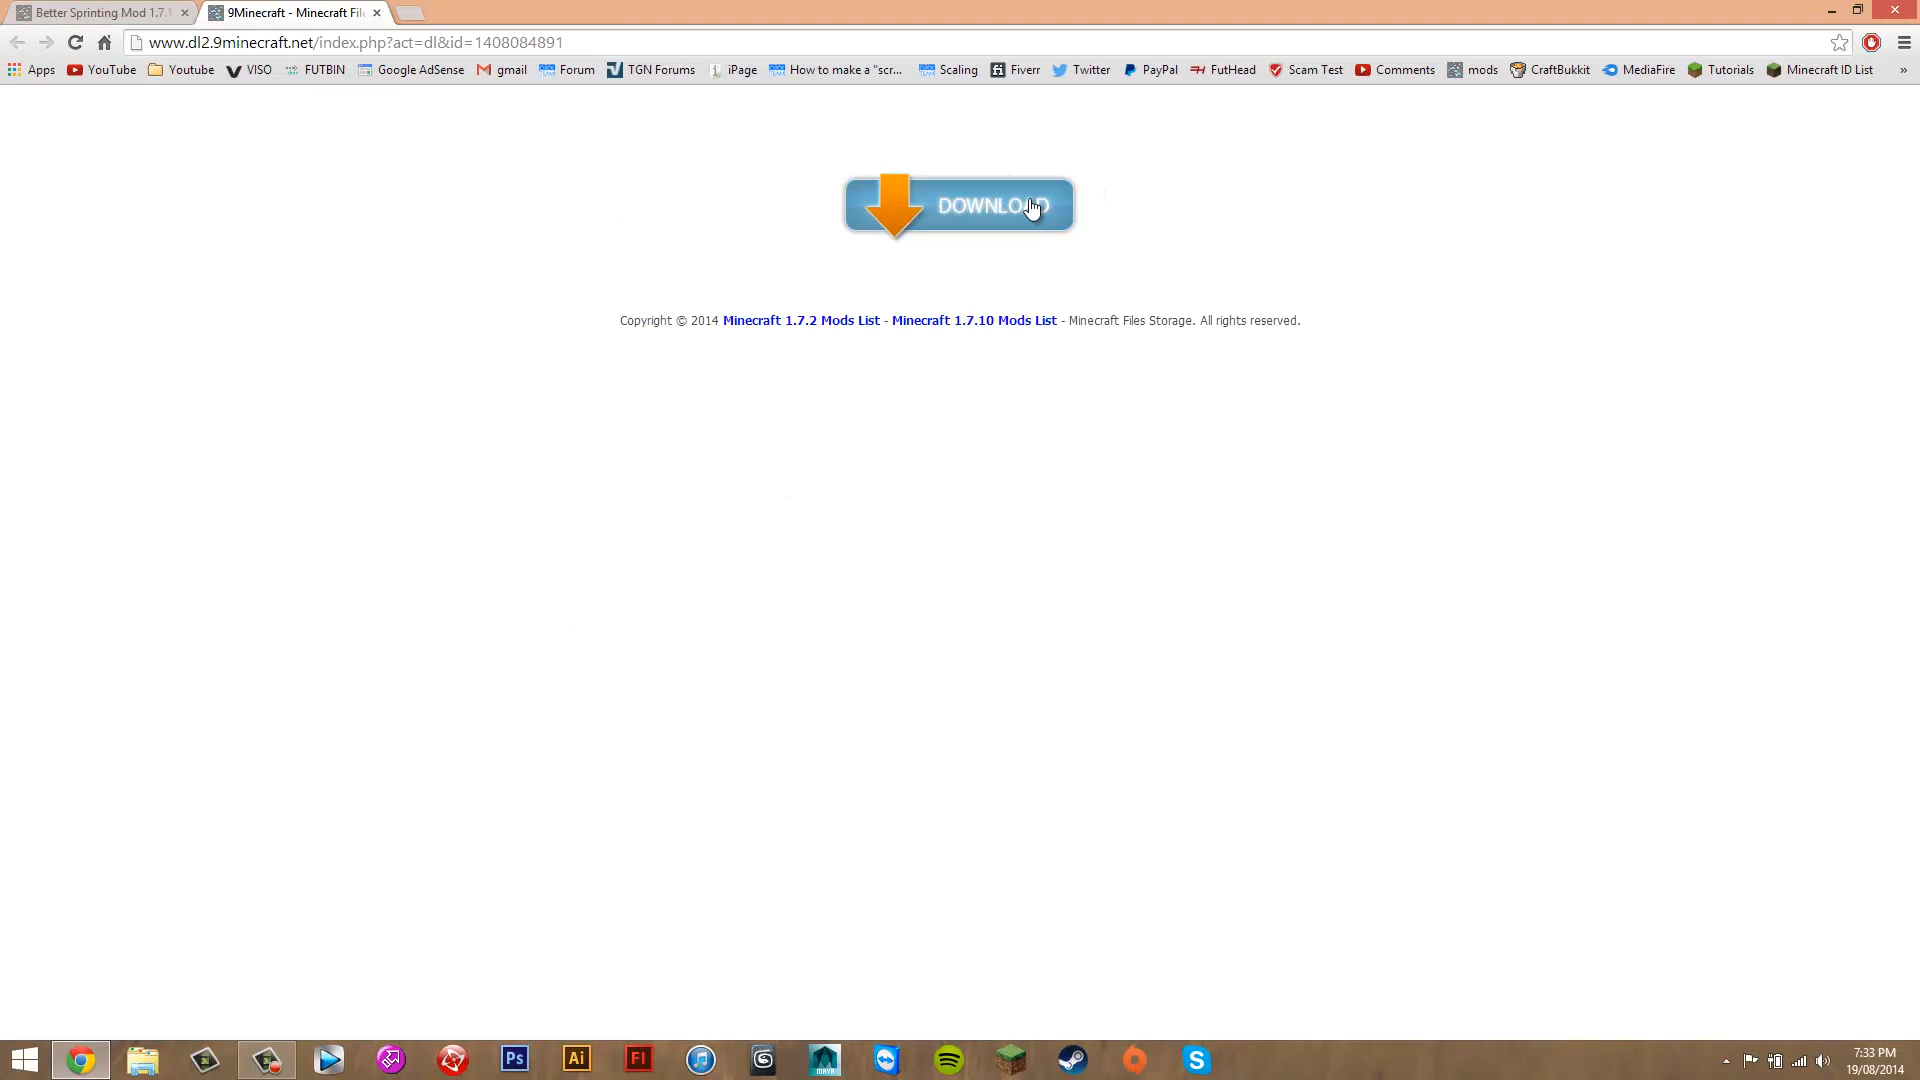 Better Sprinting Mod 1.7.1
9Minecraft - Minecraft Fil
www.dl2.9minecraft.net/index.php?act=dl&id=1408084891
Apps YouTube Youtube VISO FUTBIN Google AdSense gmail Forum TGN Forums iPage How to make a "scr... Scaling Fiverr Twitter PayPal FutHead Scam Test Comments mods CraftBukkit MediaFire Tutorials Minecraft ID List »
DOWNLOAD
Copyright © 2014 Minecraft 1.7.2 Mods List - Minecraft 1.7.10 Mods List - Minecraft Files Storage. All rights reserved.
Ps Ai Fl MAYA S
7:33 PM
19/08/2014